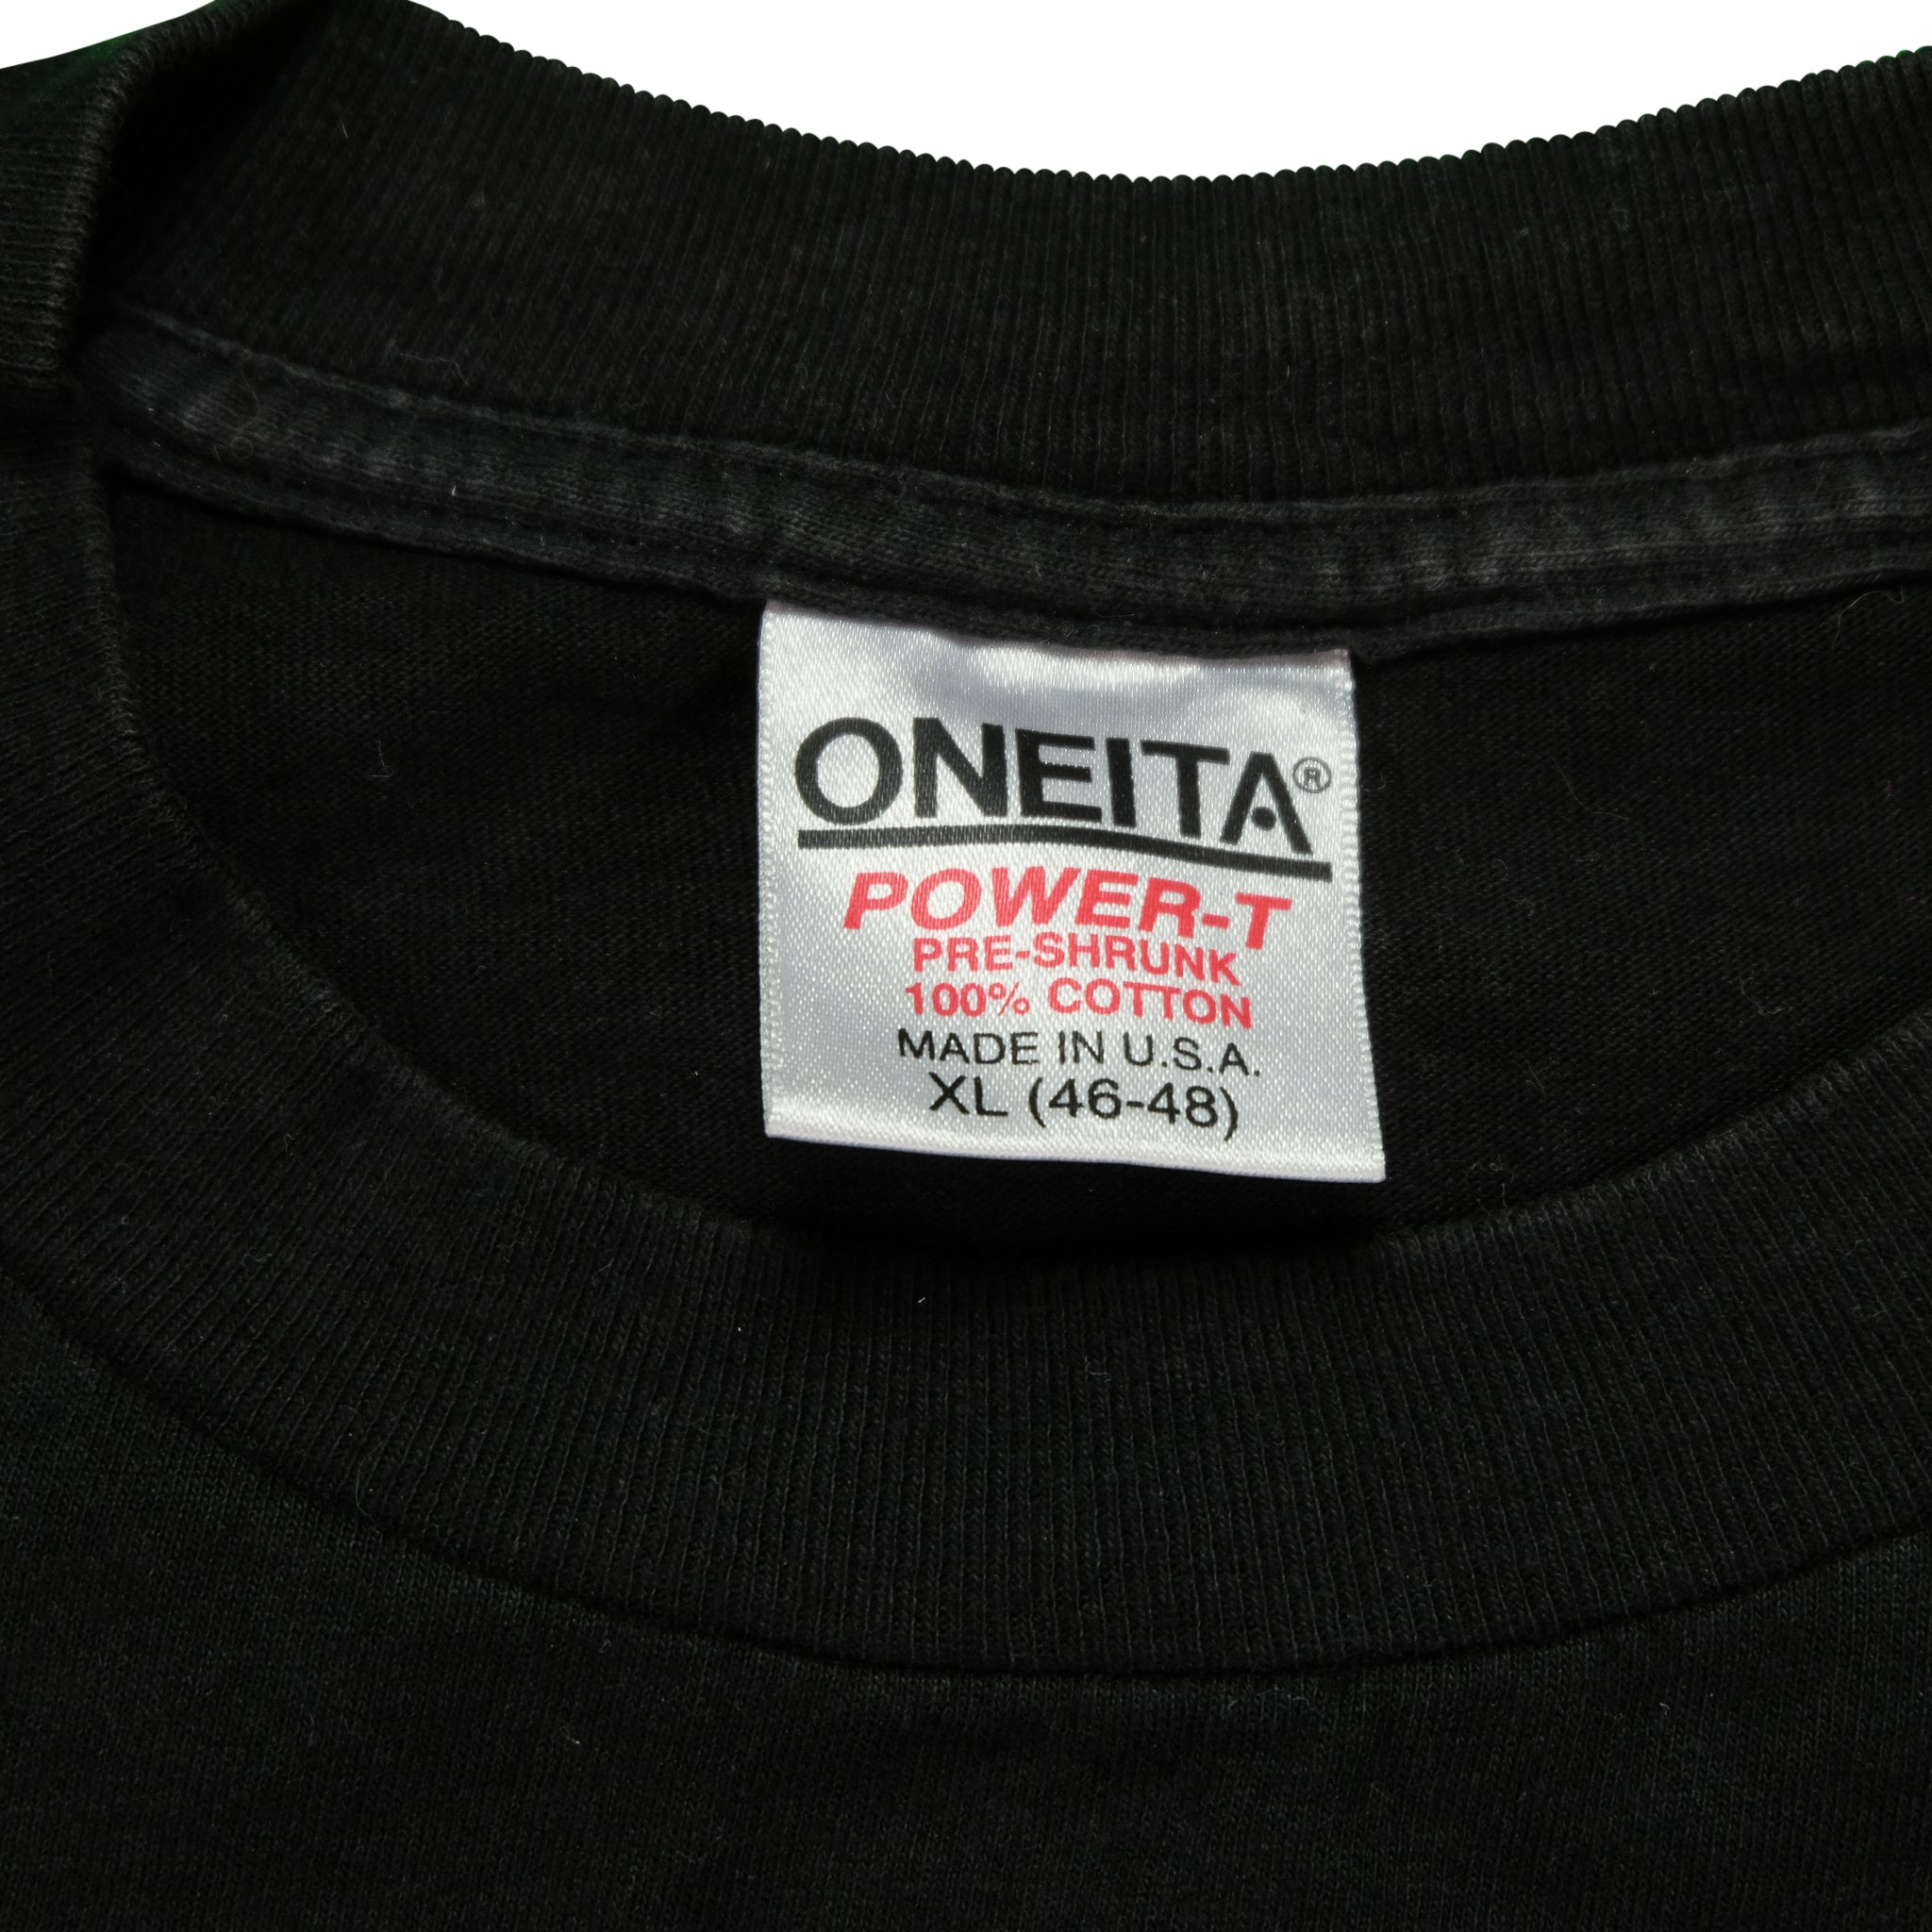 ONEITA®
POWER-T
PRE-SHRUNK
100% COTTON
MADE IN U.S.A.
XL (46-48)